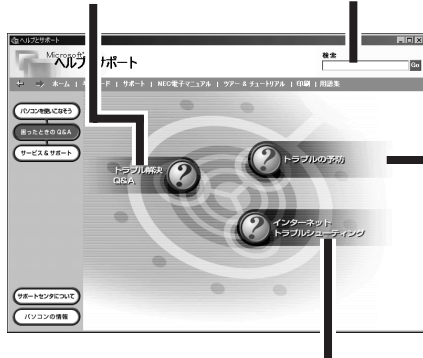 ヘルプとサポート
Microsoft
ヘルプ サポート
検索
Go
ホーム | キーワード | サポート | NEC電子マニュアル | ツアー & チュートリアル | 印刷 | 用語集
パソコンを使いこなそう
困ったときの Q&A
サービス & サポート
トラブル解決
Q&A
トラブルの予防
インターネット
トラブルシューティング
サポートセンタについて
パソコンの情報